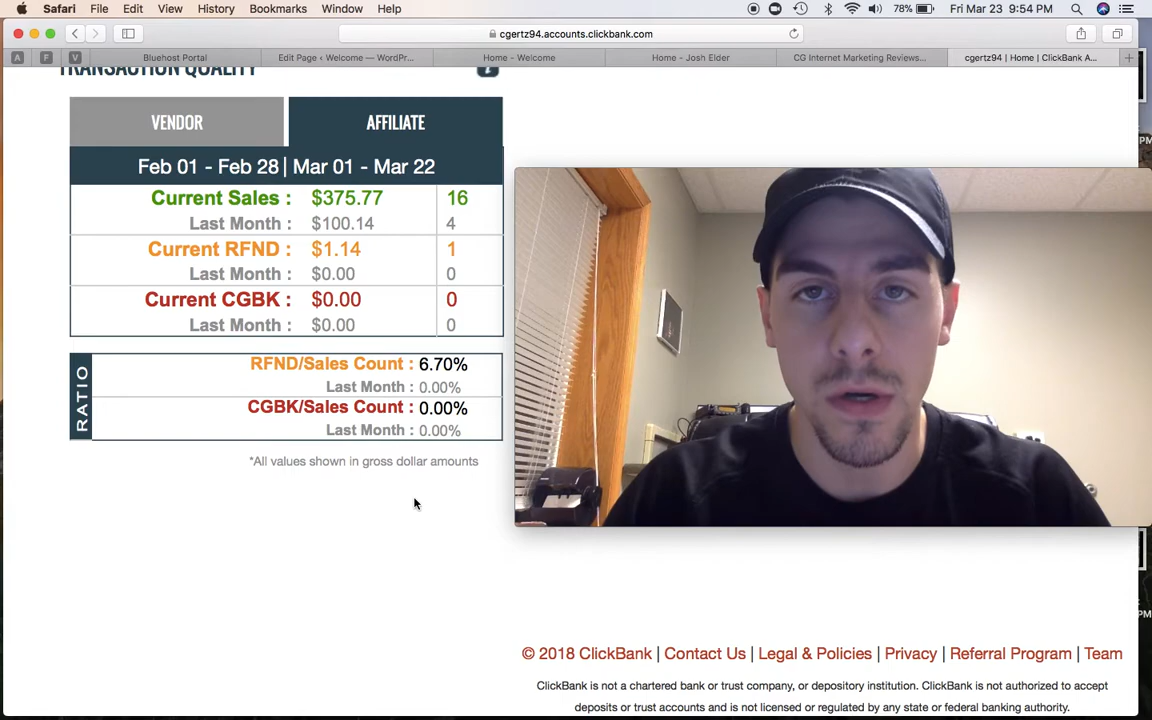 Safari File Edit View History Bookmarks Window Help 78% Fri Mar 23 9:54 PM
cgertz94.accounts.clickbank.com
A F V Bluehost Portal Edit Page ‹ Welcome — WordPr... Home - Welcome Home - Josh Elder CG Internet Marketing Reviews... cgertz94 | Home | ClickBank A...
TRANSACTION QUALITY
VENDOR AFFILIATE
Feb 01 - Feb 28 | Mar 01 - Mar 22
Current Sales : $375.77 16
Last Month : $100.14 4
Current RFND : $1.14 1
Last Month : $0.00 0
Current CGBK : $0.00 0
Last Month : $0.00 0
RATIO
RFND/Sales Count : 6.70%
Last Month : 0.00%
CGBK/Sales Count : 0.00%
Last Month : 0.00%
*All values shown in gross dollar amounts
© 2018 ClickBank | Contact Us | Legal & Policies | Privacy | Referral Program | Team
ClickBank is not a chartered bank or trust company, or depository institution. ClickBank is not authorized to accept
deposits or trust accounts and is not licensed or regulated by any state or federal banking authority.